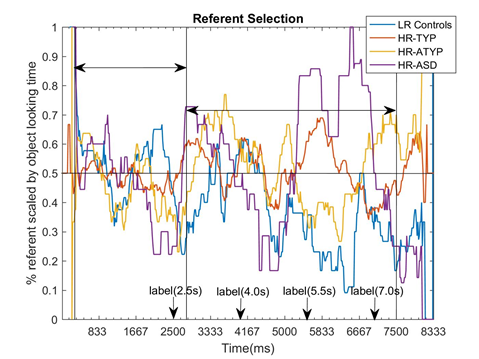 Referent Selection
LR Controls
HR-TYP
HR-ATYP
HR-ASD
% referent scaled by object looking time
1
0.9
0.8
0.7
0.6
0.5
0.4
0.3
0.2
0.1
0
label(2.5s)
label(4.0s)
label(5.5s)
label(7.0s)
833 1667 2500 3333 4167 5000 5833 6667 7500 8333
Time(ms)